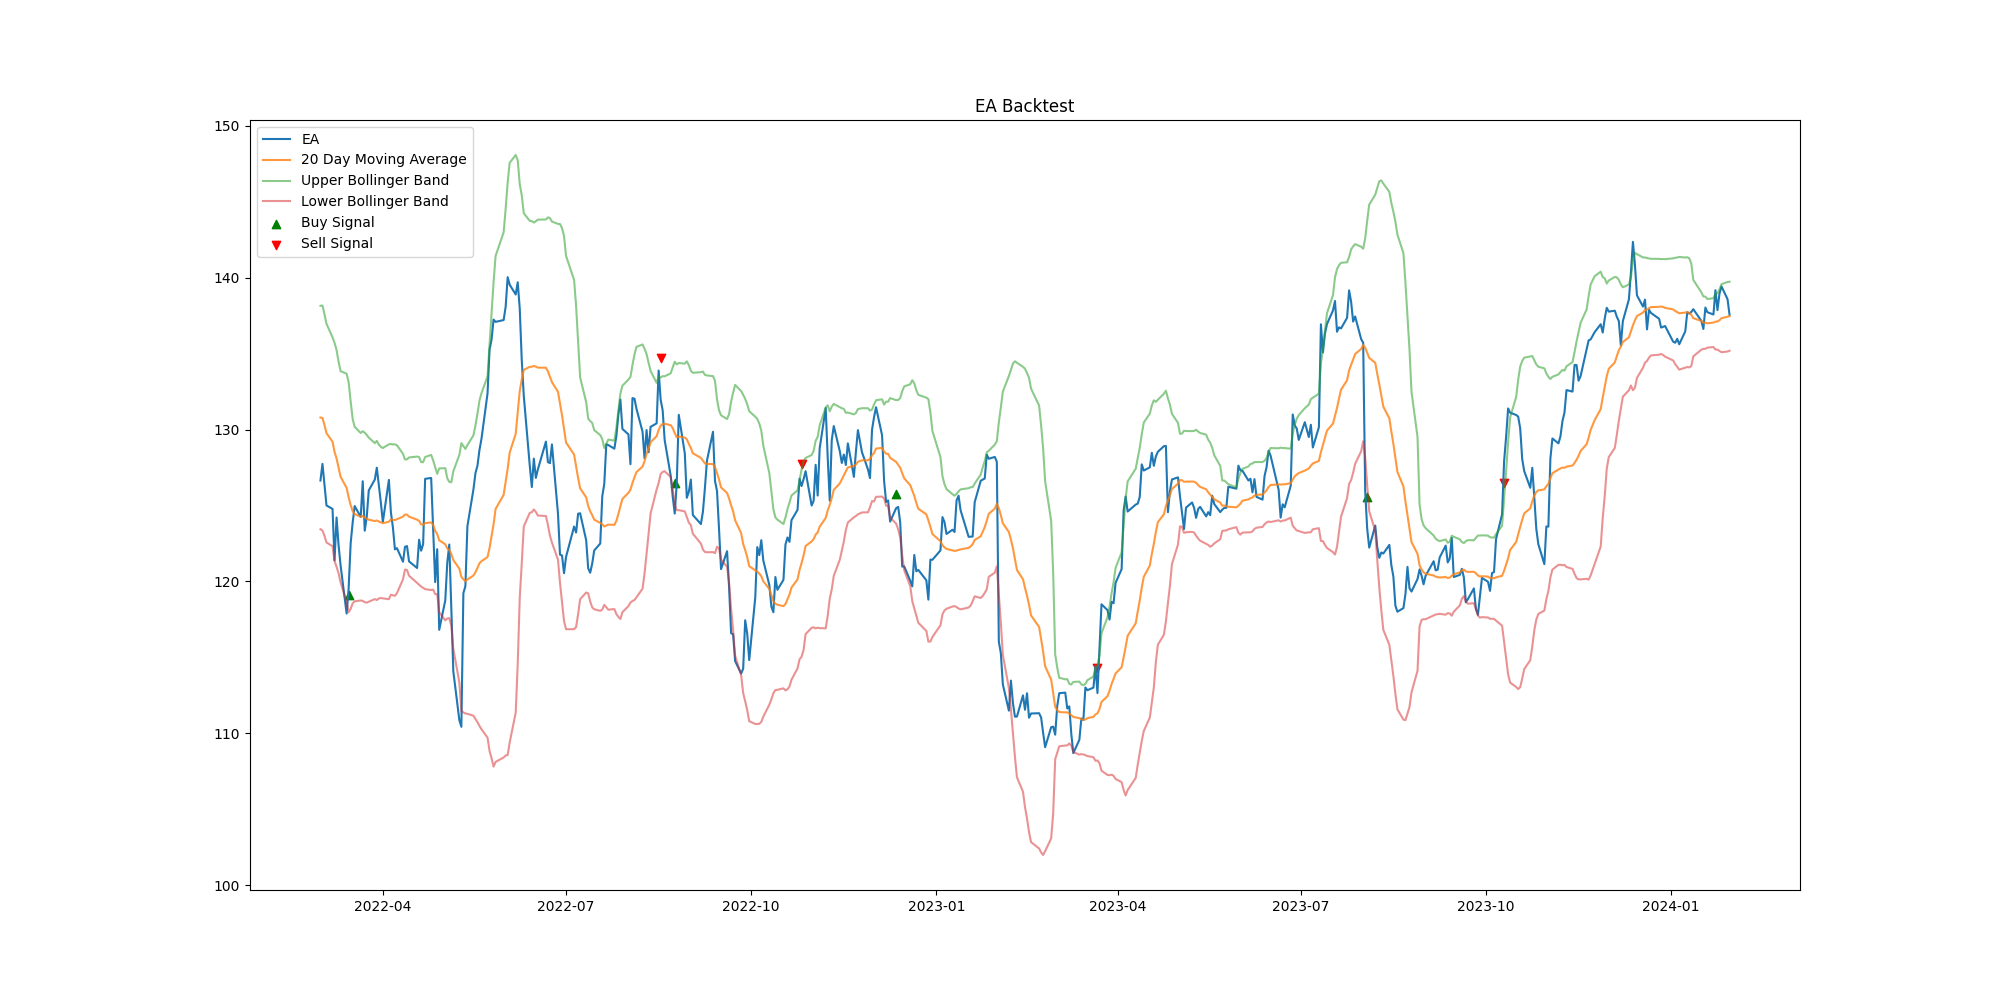 EA Backtest
EA
20 Day Moving Average
Upper Bollinger Band
Lower Bollinger Band
Buy Signal
Sell Signal
150
140
130
120
110
100
2022-04
2022-07
2022-10
2023-01
2023-04
2023-07
2023-10
2024-01